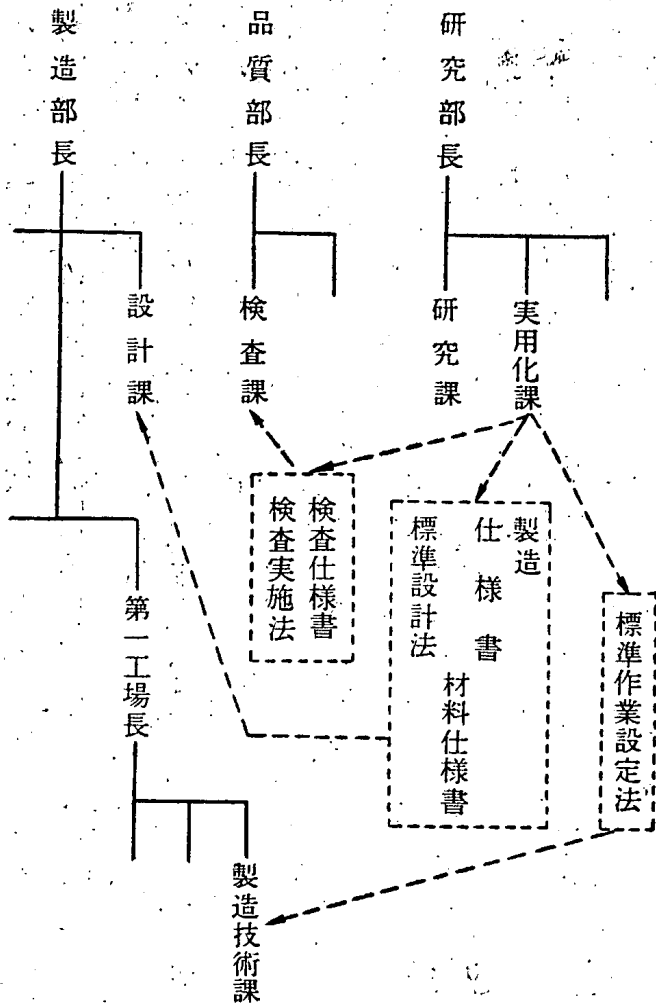 研究部長
実用化課
研究課
標準作業設定法
製造
仕様書
材料仕様書
標準設計法
品質部長
検査課
検査仕様書
検査実施法
製造部長
設計課
第一工場長
製造技術課